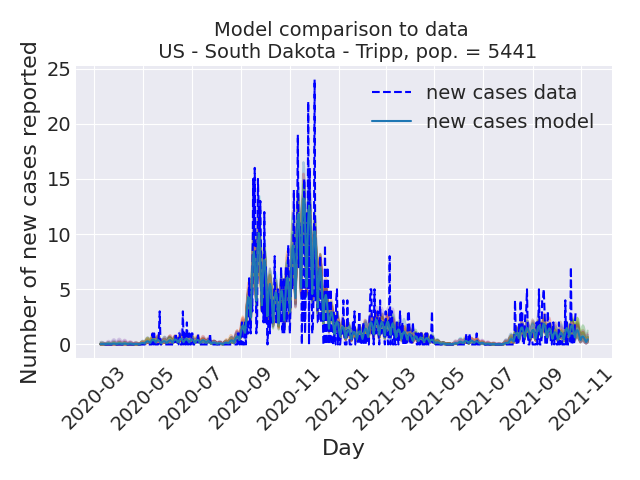 Model comparison to data
US - South Dakota - Tripp, pop. = 5441
Number of new cases reported
25
20
15
10
5
0
new cases data
new cases model
2020-03
2020-05
2020-07
2020-09
2020-11
2021-01
2021-03
2021-05
2021-07
2021-09
2021-11
Day